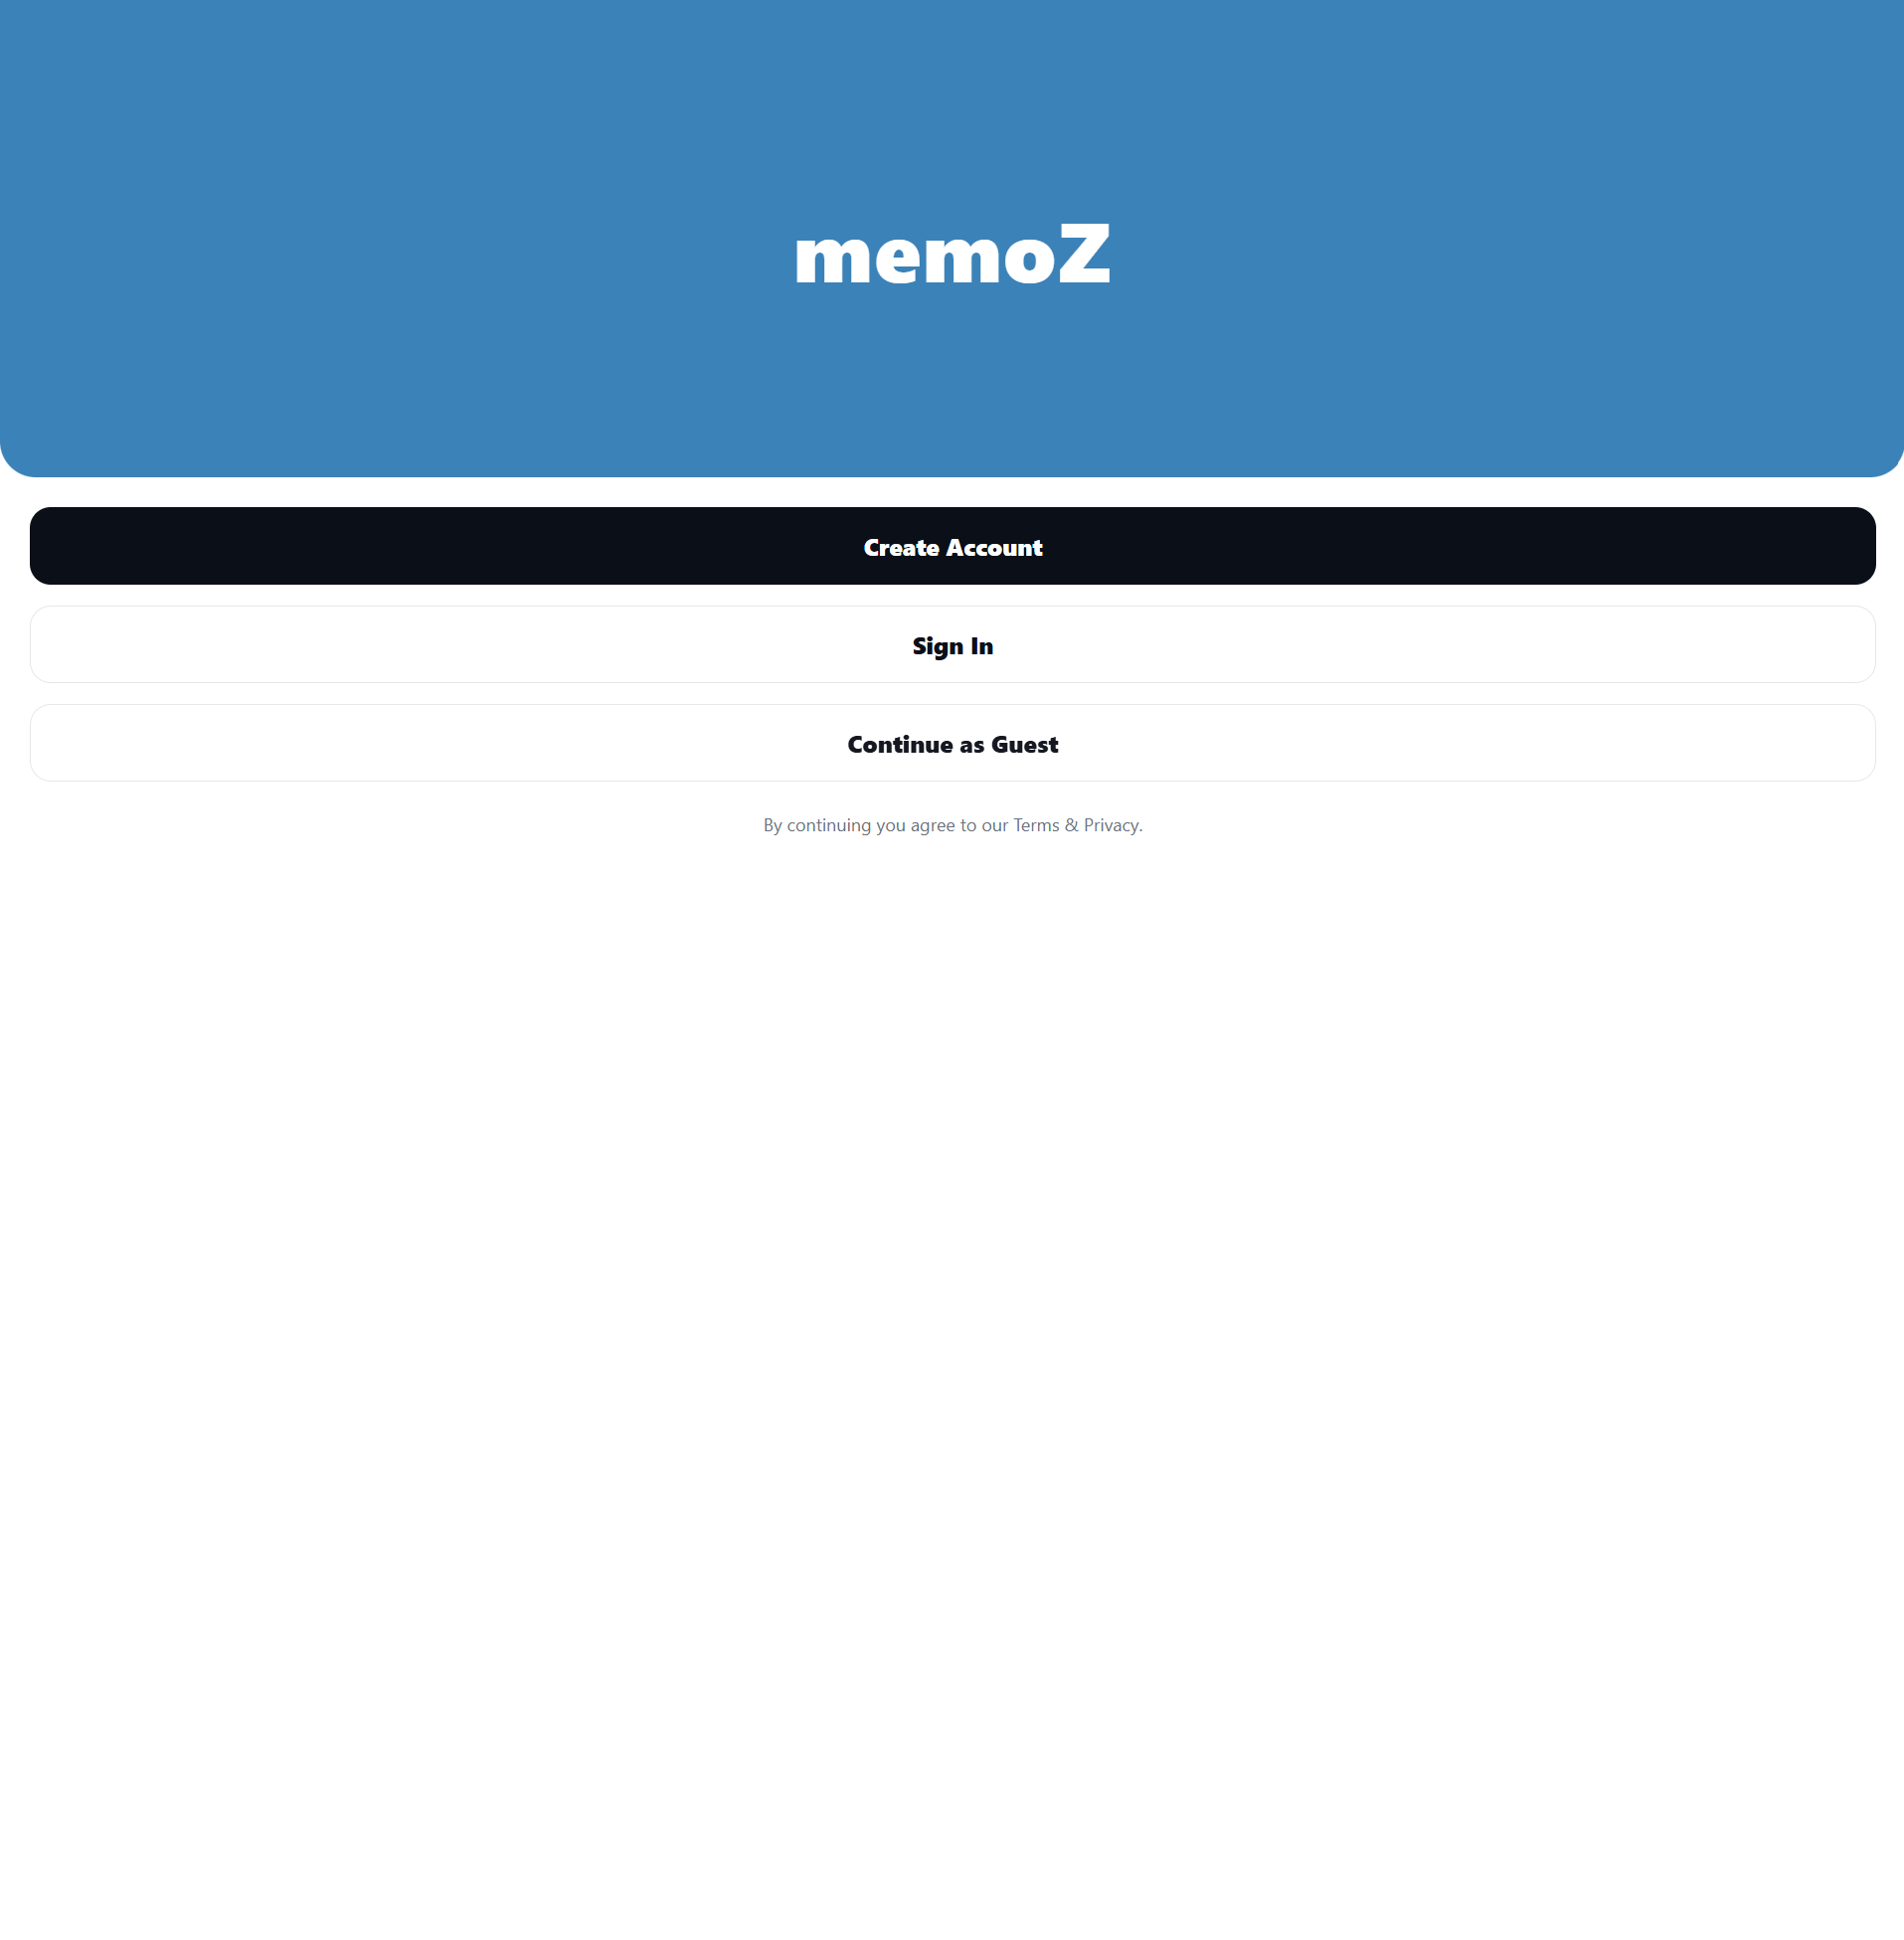 memoZ
Create Account
Sign In
Continue as Guest
By continuing you agree to our Terms & Privacy.